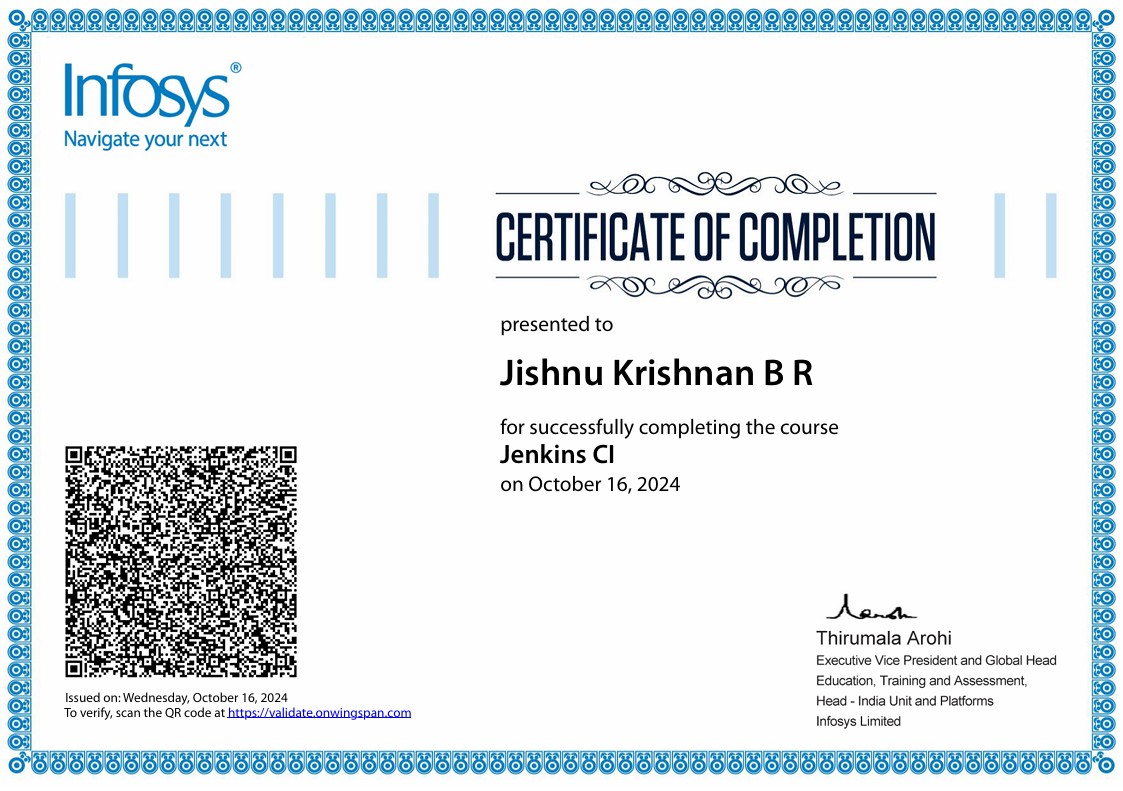 Infosys®
Navigate your next
CERTIFICATE OF COMPLETION
presented to
Jishnu Krishnan B R
for successfully completing the course
Jenkins CI
on October 16, 2024
Issued on: Wednesday, October 16, 2024
To verify, scan the QR code at https://validate.onwingspan.com
Thirumala Arohi
Executive Vice President and Global Head
Education, Training and Assessment,
Head - India Unit and Platforms
Infosys Limited